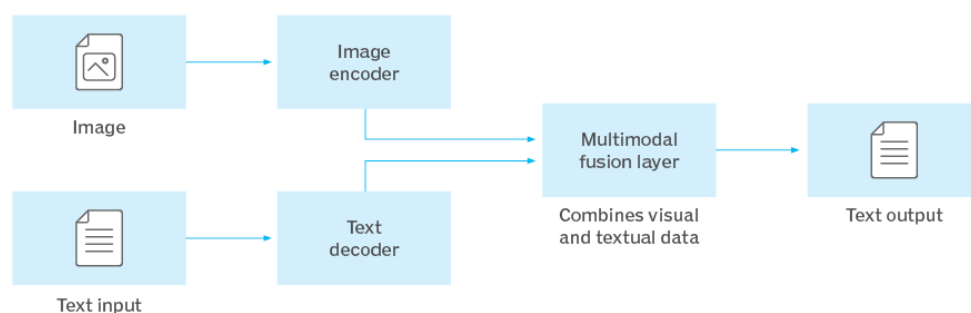 Image
encoder
Image
Multimodal
fusion layer
Text
decoder
Combines visual
and textual data
Text output
Text input